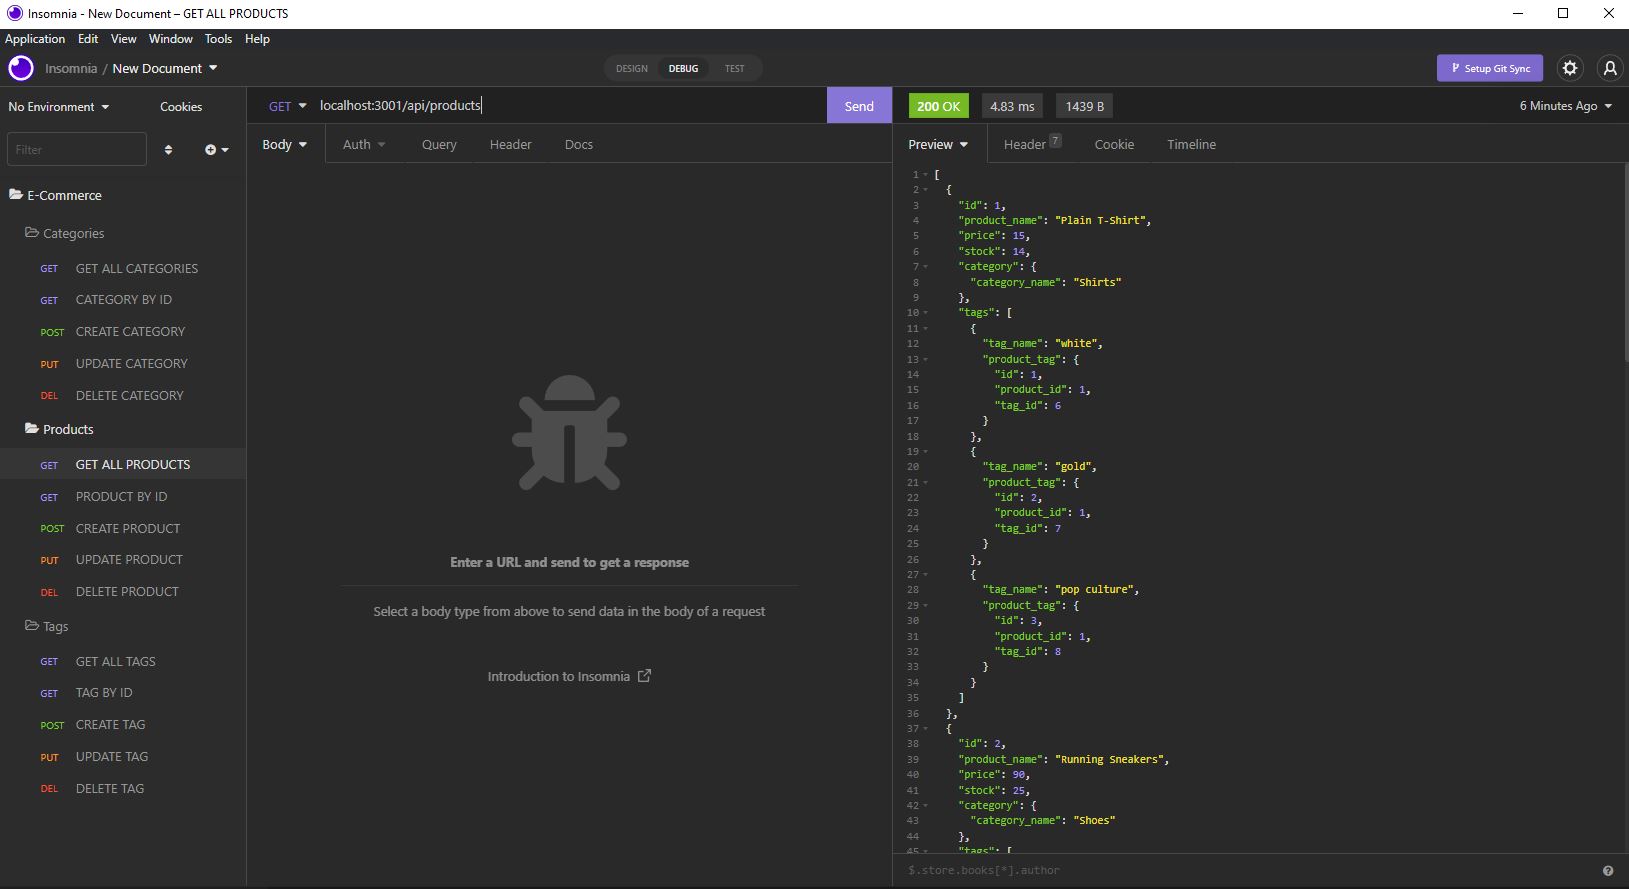 Insomnia - New Document – GET ALL PRODUCTS
Application Edit View Window Tools Help
Insomnia / New Document
DESIGN DEBUG TEST
Setup Git Sync
No Environment Cookies
GET localhost:3001/api/products Send
200 OK 4.83 ms 1439 B 6 Minutes Ago
Filter
Body Auth Query Header Docs
Preview Header 7 Cookie Timeline
E-Commerce
Categories
GET GET ALL CATEGORIES
GET CATEGORY BY ID
POST CREATE CATEGORY
PUT UPDATE CATEGORY
DEL DELETE CATEGORY
Products
GET GET ALL PRODUCTS
GET PRODUCT BY ID
POST CREATE PRODUCT
PUT UPDATE PRODUCT
DEL DELETE PRODUCT
Tags
GET GET ALL TAGS
GET TAG BY ID
POST CREATE TAG
PUT UPDATE TAG
DEL DELETE TAG
Enter a URL and send to get a response
Select a body type from above to send data in the body of a request
Introduction to Insomnia
1 [
2 {
3 "id": 1,
4 "product_name": "Plain T-Shirt",
5 "price": 15,
6 "stock": 14,
7 "category": {
8 "category_name": "Shirts"
9 },
10 "tags": [
11 {
12 "tag_name": "white",
13 "product_tag": {
14 "id": 1,
15 "product_id": 1,
16 "tag_id": 6
17 }
18 },
19 {
20 "tag_name": "gold",
21 "product_tag": {
22 "id": 2,
23 "product_id": 1,
24 "tag_id": 7
25 }
26 },
27 {
28 "tag_name": "pop culture",
29 "product_tag": {
30 "id": 3,
31 "product_id": 1,
32 "tag_id": 8
33 }
34 }
35 ]
36 },
37 {
38 "id": 2,
39 "product_name": "Running Sneakers",
40 "price": 90,
41 "stock": 25,
42 "category": {
43 "category_name": "Shoes"
44 },
45 "tags": [
$.store.books[*].author